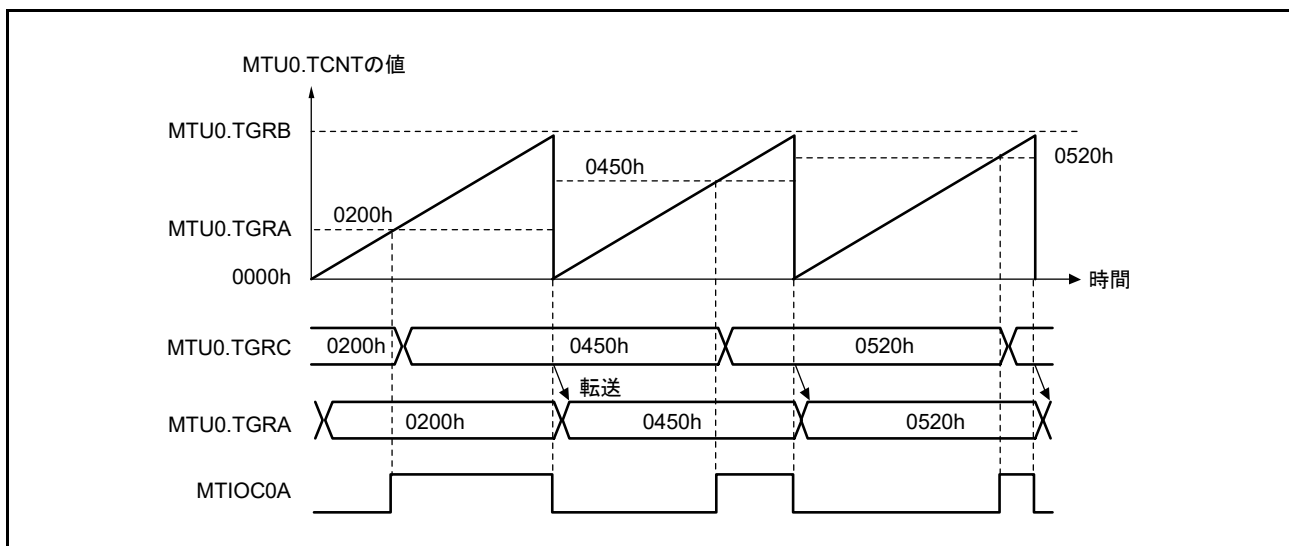 MTU0.TCNTの値
MTU0.TGRB
0520h
0450h
0200h
MTU0.TGRA
0000h
時間
MTU0.TGRC 0200h 0450h 0520h
転送
MTU0.TGRA 0200h 0450h 0520h
MTIOC0A